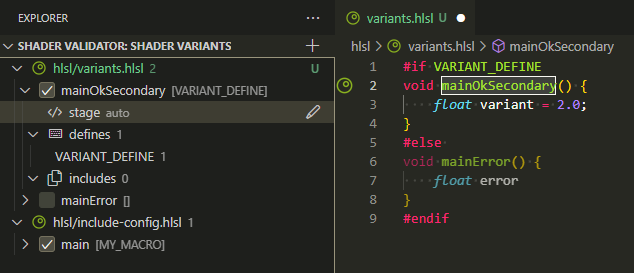 EXPLORER
SHADER VALIDATOR: SHADER VARIANTS
hlsl/variants.hlsl 2 U
mainOkSecondary [VARIANT_DEFINE]
stage auto
defines 1
VARIANT_DEFINE 1
includes 0
mainError []
hlsl/include-config.hlsl 1
main [MY_MACRO]
variants.hlsl U
hlsl > variants.hlsl > mainOkSecondary
1 #if VARIANT_DEFINE
2 void mainOkSecondary() {
3 float variant = 2.0;
4 }
5 #else
6 void mainError() {
7 float error
8 }
9 #endif